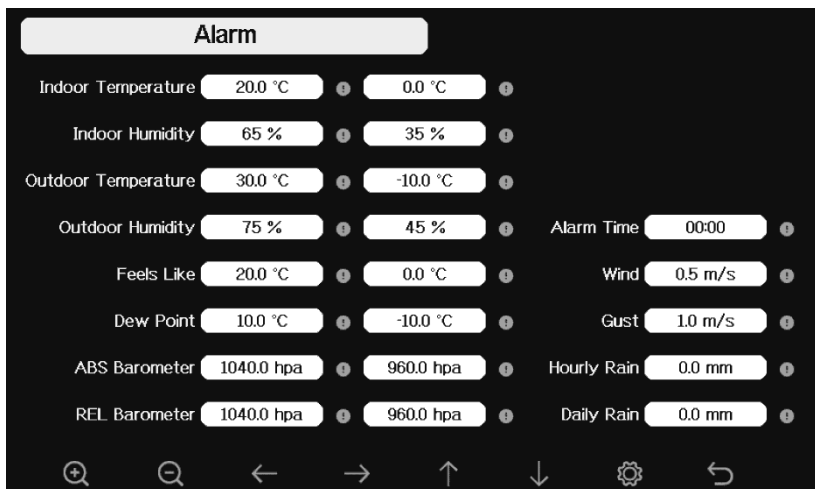 Alarm
Indoor Temperature 20.0 °C 0.0 °C
Indoor Humidity 65 % 35 %
Outdoor Temperature 30.0 °C -10.0 °C
Outdoor Humidity 75 % 45 % Alarm Time 00:00
Feels Like 20.0 °C 0.0 °C Wind 0.5 m/s
Dew Point 10.0 °C -10.0 °C Gust 1.0 m/s
ABS Barometer 1040.0 hpa 960.0 hpa Hourly Rain 0.0 mm
REL Barometer 1040.0 hpa 960.0 hpa Daily Rain 0.0 mm